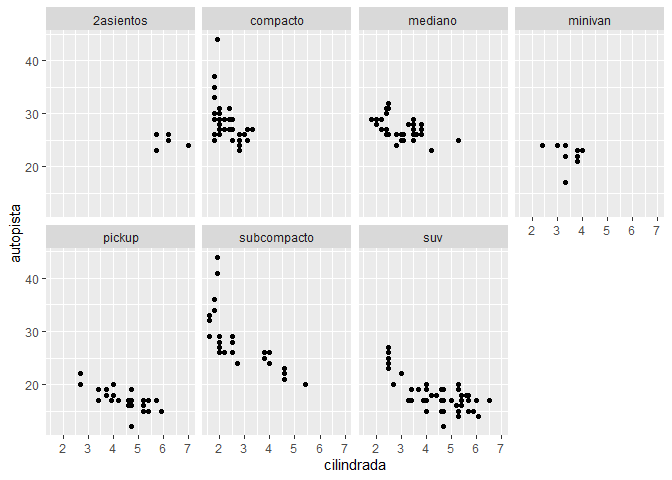 2asientos compacto mediano minivan
40
30
20
2 3 4 5 6 7
pickup subcompacto suv
40
30
20
2 3 4 5 6 7 2 3 4 5 6 7 2 3 4 5 6 7
autopista
cilindrada